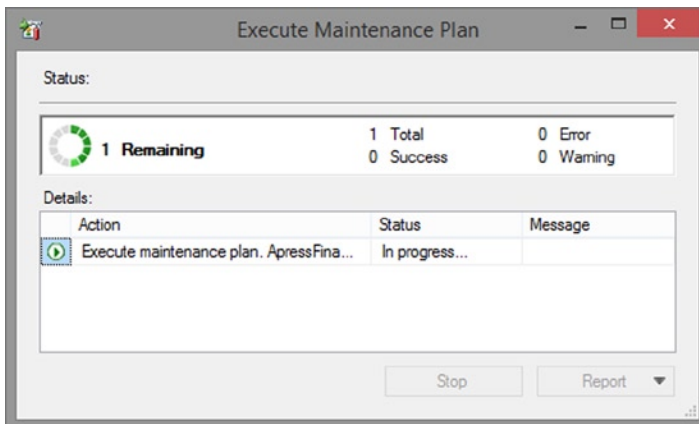 Execute Maintenance Plan
Status:
1 Remaining
1 Total
0 Error
0 Success
0 Warning
Details:
Action Status Message
Execute maintenance plan. ApressFina... In progress...
Stop Report